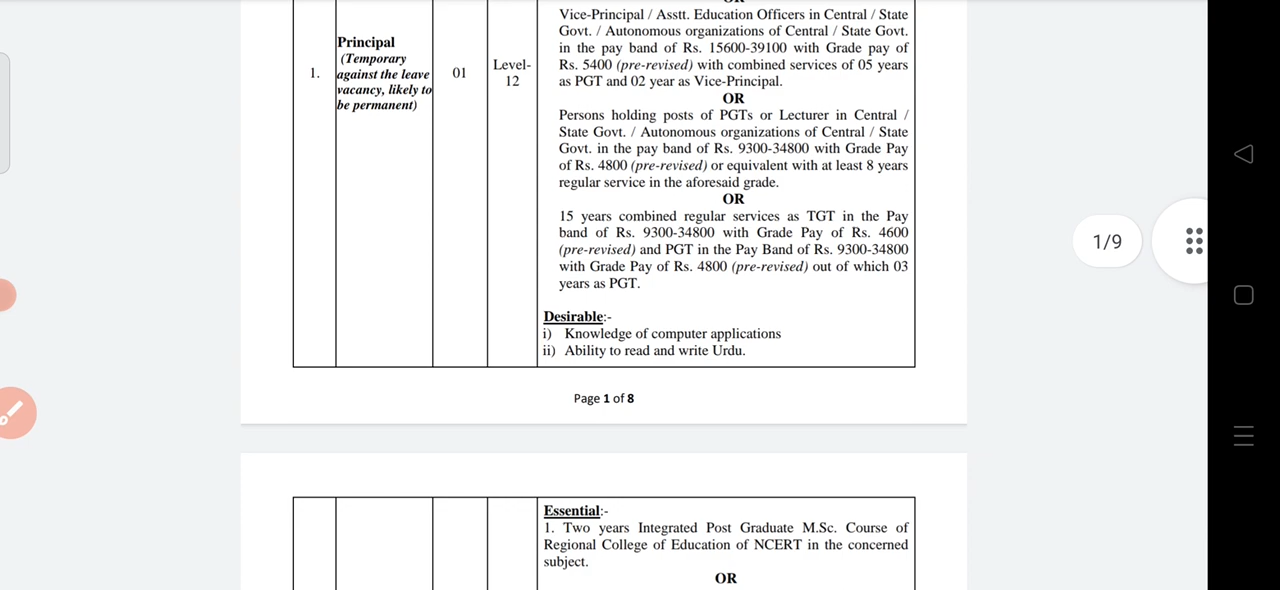 OR
Vice-Principal / Asstt. Education Officers in Central / State
Govt. / Autonomous organizations of Central / State Govt.
in the pay band of Rs. 15600-39100 with Grade pay of
Rs. 5400 (pre-revised) with combined services of 05 years
as PGT and 02 year as Vice-Principal.
OR
Persons holding posts of PGTs or Lecturer in Central /
State Govt. / Autonomous organizations of Central / State
Govt. in the pay band of Rs. 9300-34800 with Grade Pay
of Rs. 4800 (pre-revised) or equivalent with at least 8 years
regular service in the aforesaid grade.
OR
15 years combined regular services as TGT in the Pay
band of Rs. 9300-34800 with Grade Pay of Rs. 4600
(pre-revised) and PGT in the Pay Band of Rs. 9300-34800
with Grade Pay of Rs. 4800 (pre-revised) out of which 03
years as PGT.
Desirable:-
i) Knowledge of computer applications
ii) Ability to read and write Urdu.
1.
Principal
(Temporary
against the leave
vacancy, likely to
be permanent)
01
Level-
12
Page 1 of 8
Essential:-
1. Two years Integrated Post Graduate M.Sc. Course of
Regional College of Education of NCERT in the concerned
subject.
OR
1/9